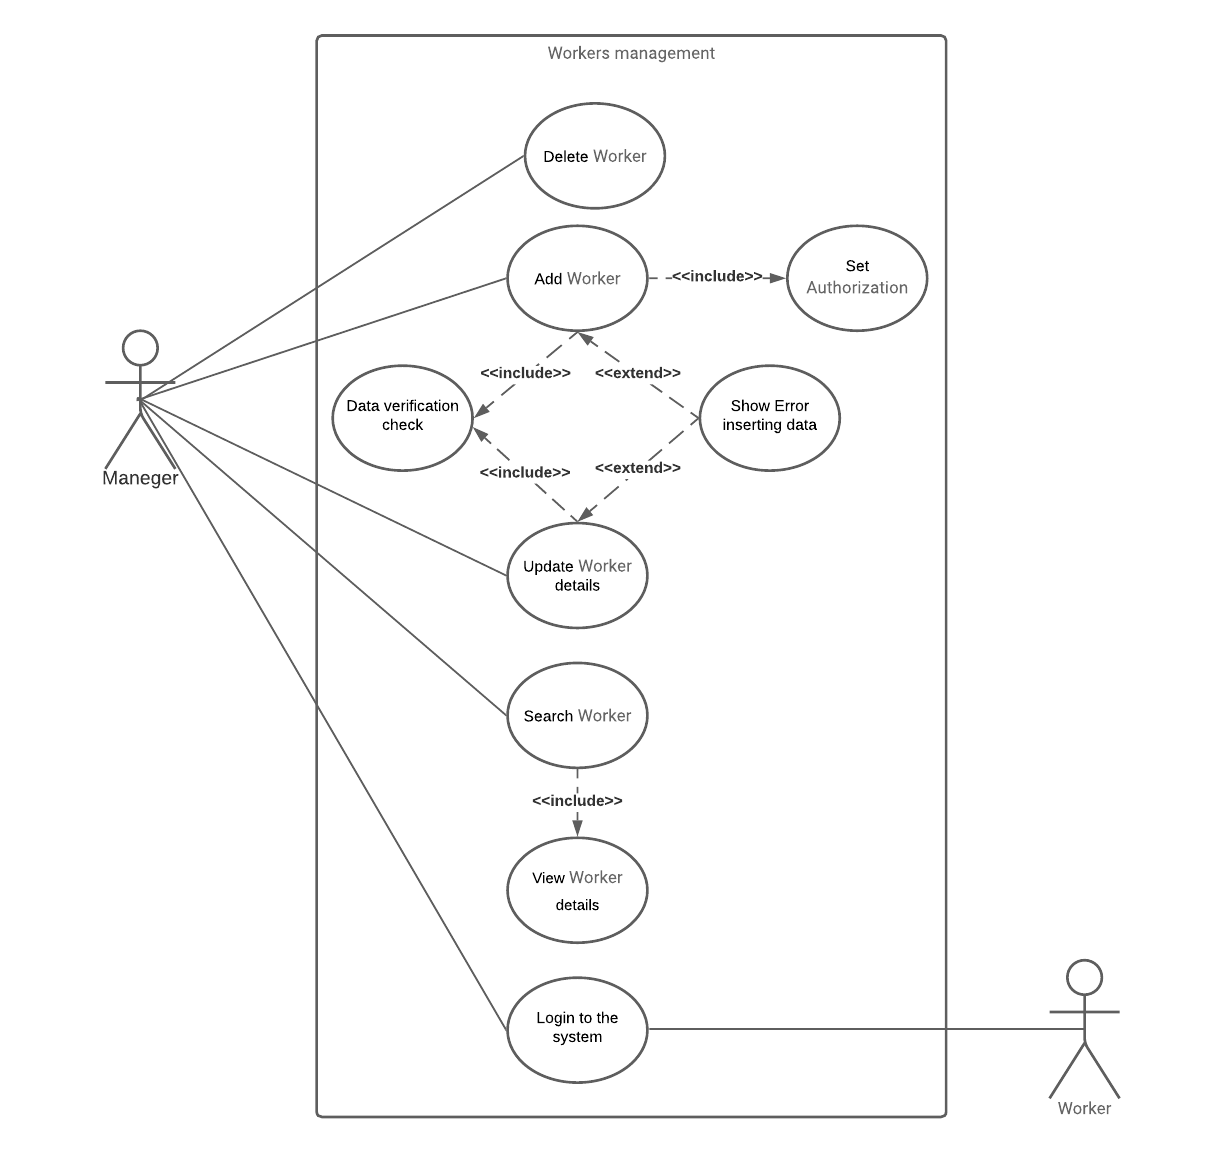 Workers management
Delete Worker
Add Worker
<<include>>
Set
Authorization
<<include>>
<<extend>>
Data verification
check
Show Error
inserting data
Maneger
<<include>>
<<extend>>
Update Worker
details
Search Worker
<<include>>
View Worker
details
Login to the
system
Worker